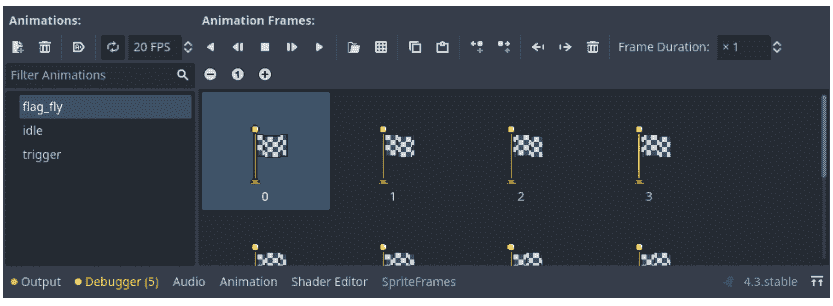 Animations: Animation Frames:
20 FPS Frame Duration: × 1
Filter Animations 1
flag_fly
idle
trigger
0 1 2 3
Output Debugger (5) Audio Animation Shader Editor SpriteFrames 4.3.stable